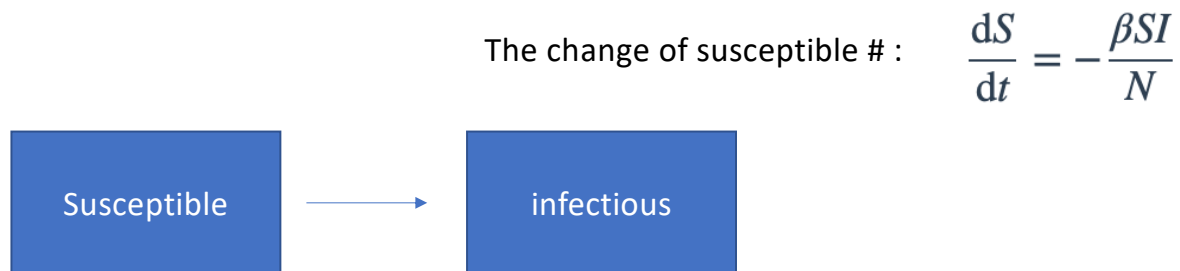 The change of susceptible # : dS/dt = − βSI/N
Susceptible
infectious